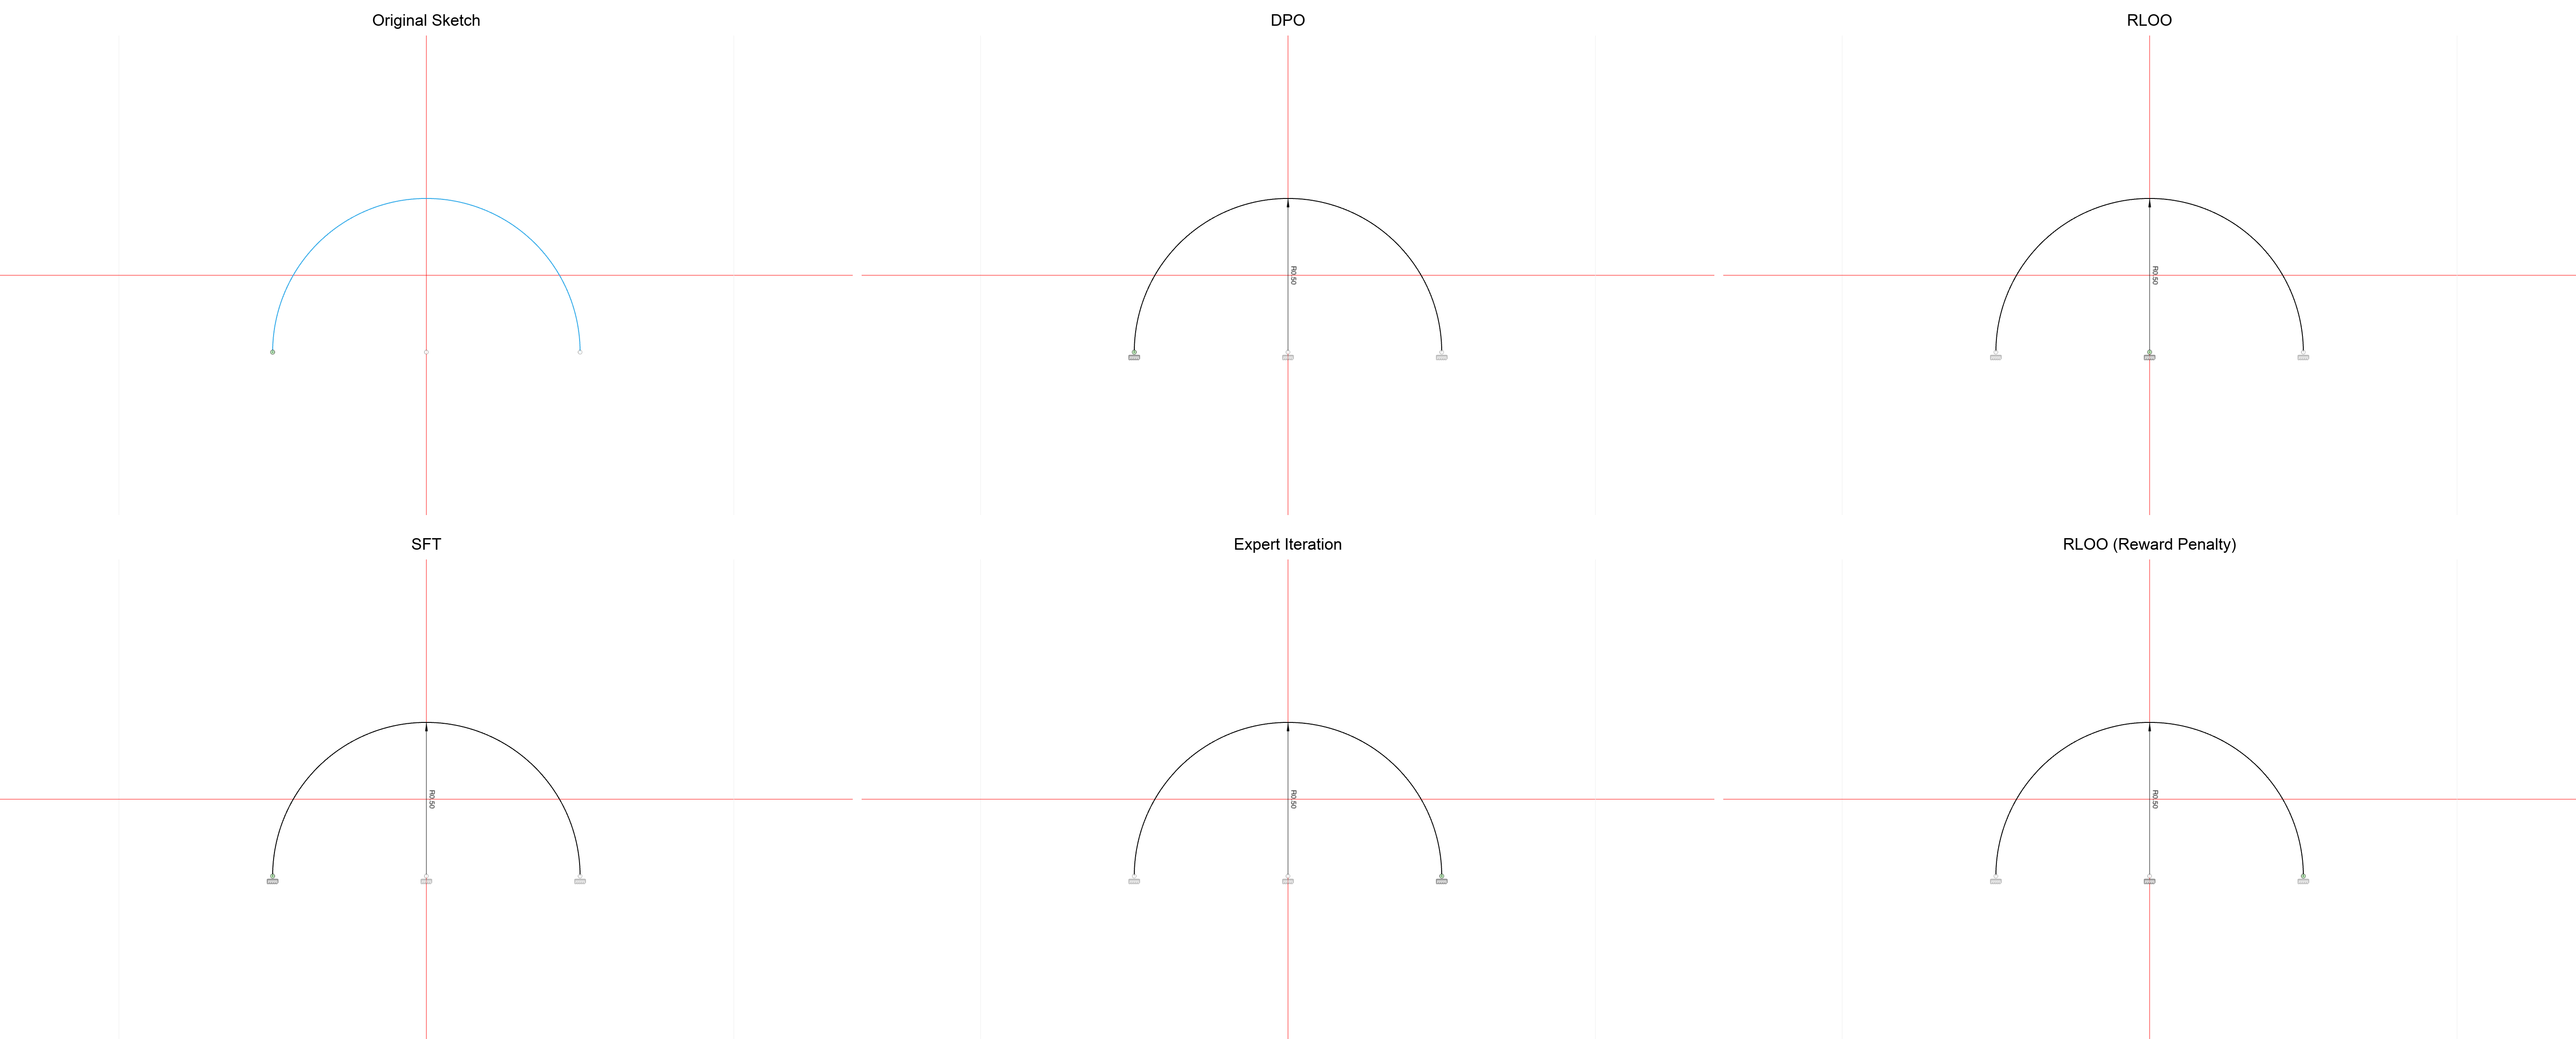 Original Sketch
DPO
RLOO
R0.50
R0.50
SFT
Expert Iteration
RLOO (Reward Penalty)
R0.50
R0.50
R0.50